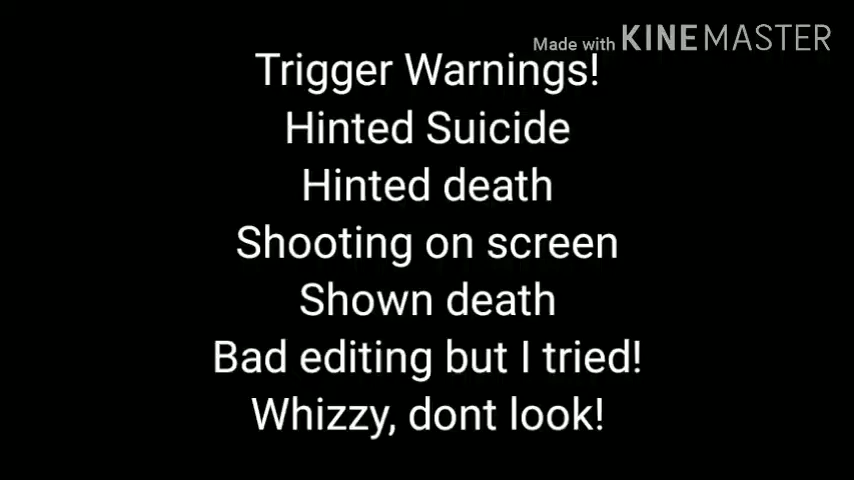 Made with KINEMASTER
Trigger Warnings!
Hinted Suicide
Hinted death
Shooting on screen
Shown death
Bad editing but I tried!
Whizzy, dont look!